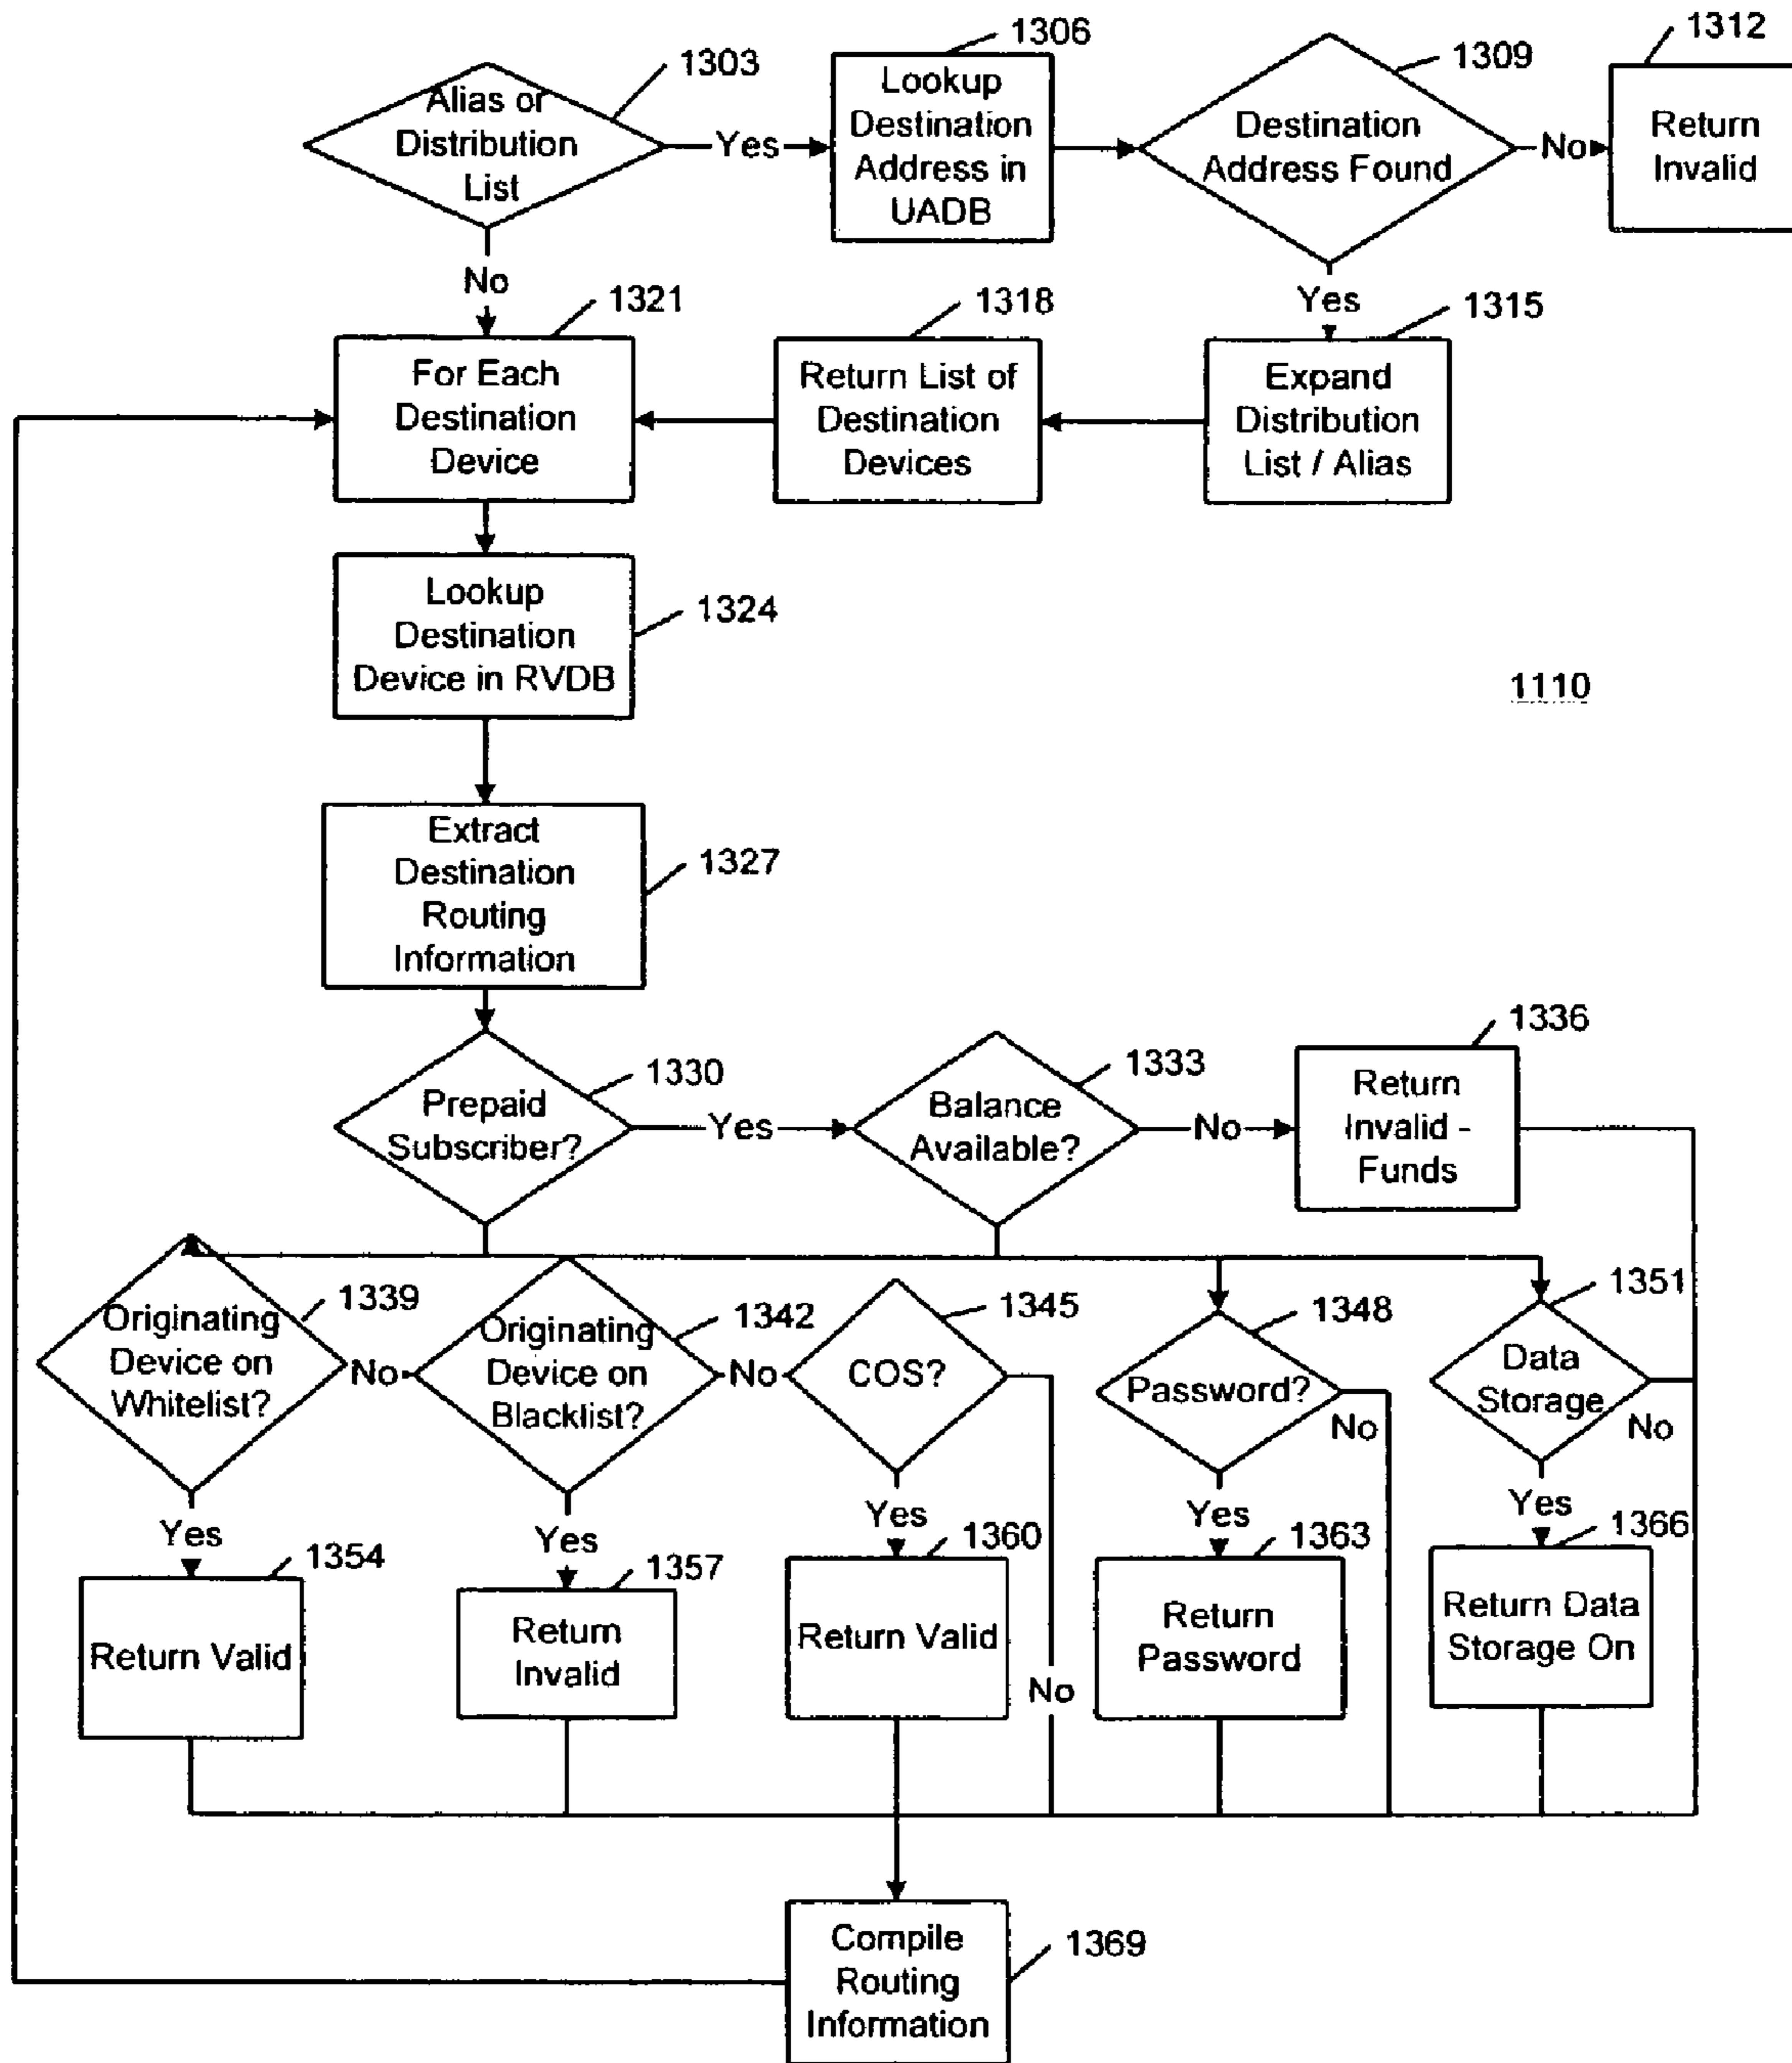 1303
Alias or
Distribution
List
Yes
No
1306
Lookup
Destination
Address in
UADB
1309
Destination
Address Found
No
Yes
1312
Return
Invalid
1321
For Each
Destination
Device
1318
Return List of
Destination
Devices
1315
Expand
Distribution
List / Alias
Lookup
Destination
Device in RVDB
1324
1110
Extract
Destination
Routing
Information
1327
1330
Prepaid
Subscriber?
Yes
1333
Balance
Available?
No
1336
Return
Invalid -
Funds
1339
Originating
Device on
Whitelist?
No
Yes
1342
Originating
Device on
Blacklist?
No
Yes
1345
COS?
Yes
No
1348
Password?
No
Yes
1351
Data
Storage
No
Yes
1354
Return Valid
1357
Return
Invalid
1360
Return Valid
1363
Return
Password
1366
Return Data
Storage On
Compile
Routing
Information
1369